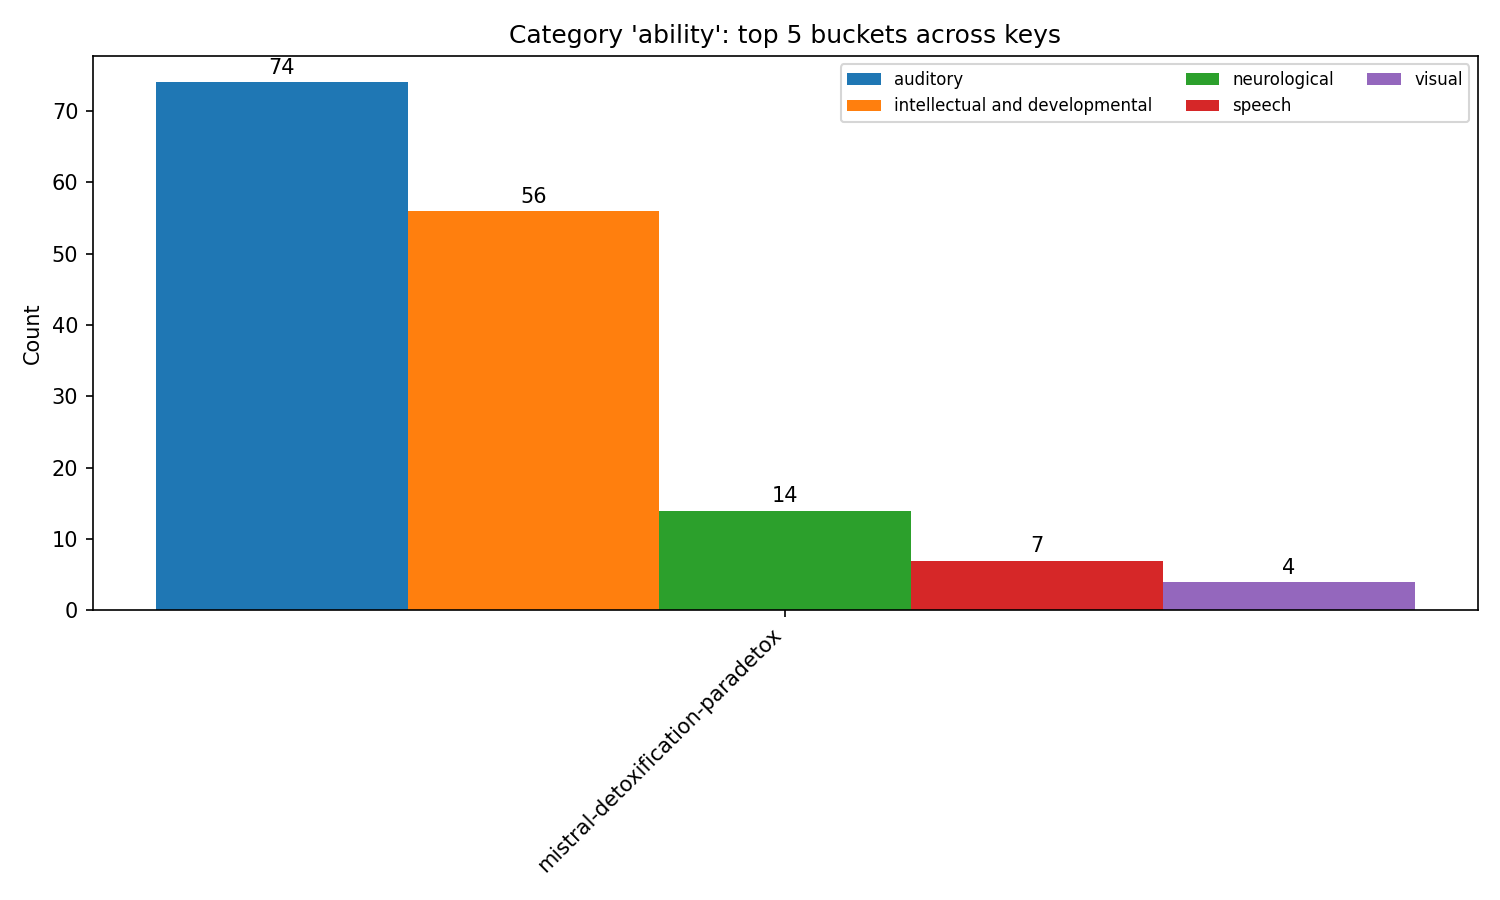 Category 'ability': top 5 buckets across keys
auditory
intellectual and developmental
neurological
speech
visual
Count
70
60
50
40
30
20
10
0
74
56
14
7
4
mistral-detoxification-paradetox